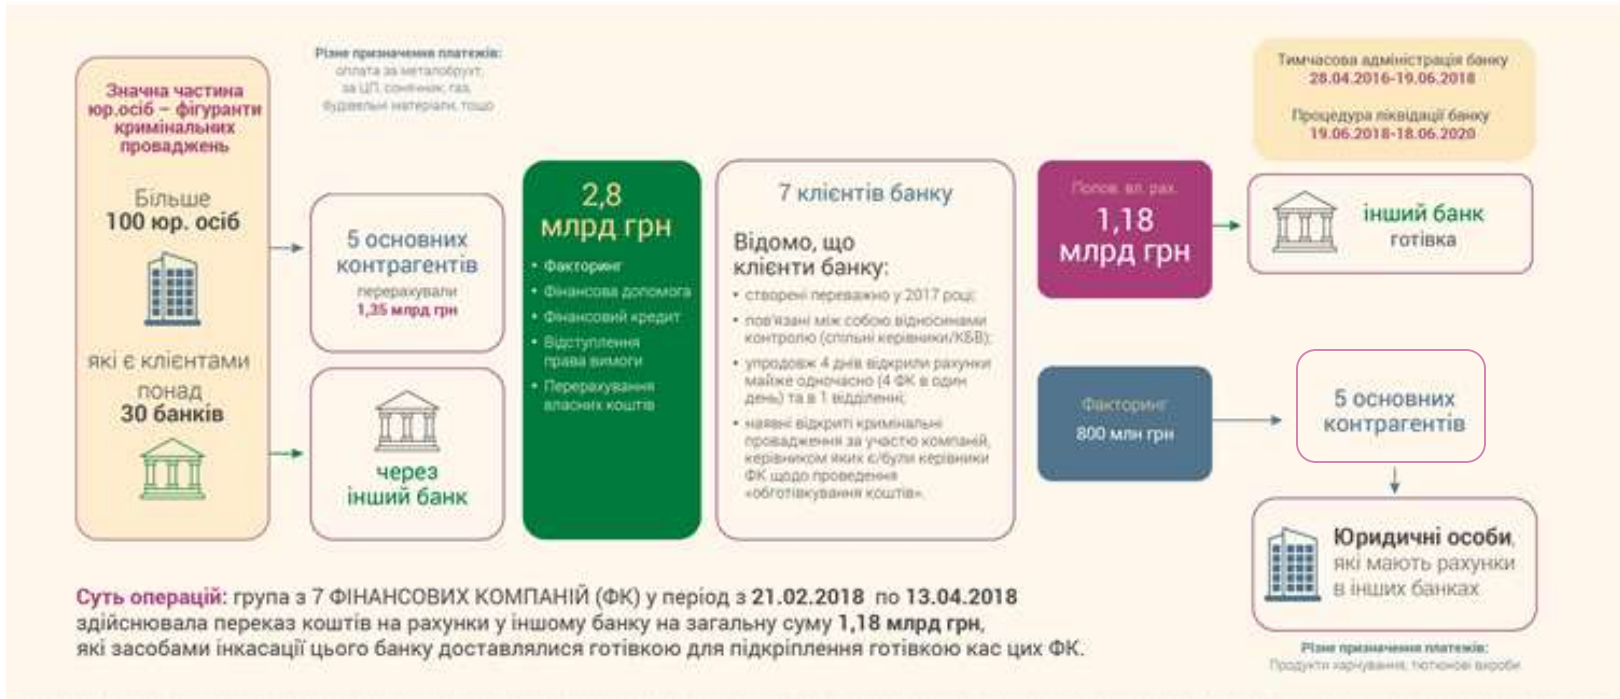 Значна частина
юр.осіб – фігуранти
кримінальних
проваджень
Більше
100 юр. осіб
які є клієнтами
понад
30 банків
Різне призначення платежів:
оплата за металобрухт,
за ЦП, соняшник, газ,
будівельні матеріали, тощо
5 основних
контрагентів
перерахували
1,35 млрд грн
через
інший банк
2,8
млрд грн
• Факторинг
• Фінансова допомога
• Фінансовий кредит
• Відступлення
права вимоги
• Перерахування
власних коштів
7 клієнтів банку
Відомо, що
клієнти банку:
• створені переважно у 2017 році;
• пов'язані між собою відносинами
контролю (спільні керівники/КБВ);
• упродовж 4 днів відкрили рахунки
майже одночасно (4 ФК в один
день) та в 1 відділенні;
• наявні відкриті кримінальні
провадження за участю компаній,
керівником яких є/були керівники
ФК щодо проведення
«обготівкування коштів».
Попов. вл. рах.
1,18
млрд грн
Факторинг
800 млн грн
Тимчасова адміністрація банку
28.04.2016-19.06.2018
Процедура ліквідації банку
19.06.2018-18.06.2020
інший банк
готівка
5 основних
контрагентів
Юридичні особи,
які мають рахунки
в інших банках
Різне призначення платежів:
Продукти харчування, тютюнові вироби
Суть операцій: група з 7 ФІНАНСОВИХ КОМПАНІЙ (ФК) у період з 21.02.2018 по 13.04.2018
здійснювала переказ коштів на рахунки у іншому банку на загальну суму 1,18 млрд грн,
які засобами інкасації цього банку доставлялися готівкою для підкріплення готівкою кас цих ФК.